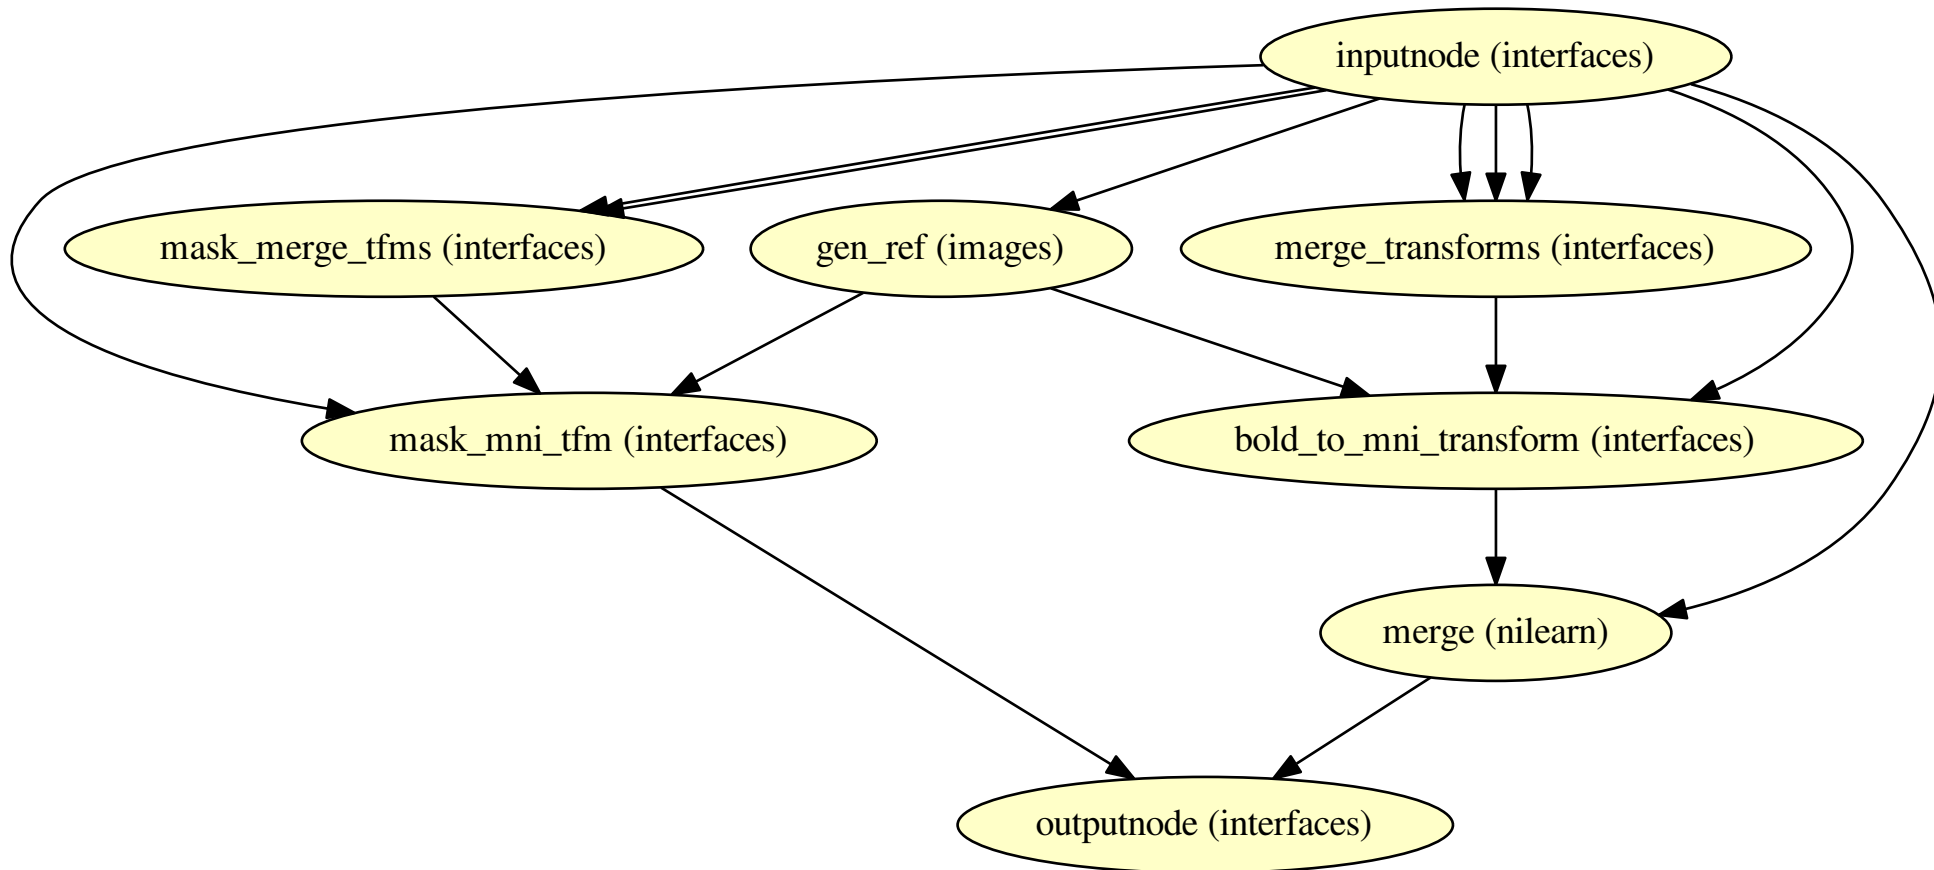 inputnode (interfaces)
mask_merge_tfms (interfaces)
gen_ref (images)
merge_transforms (interfaces)
mask_mni_tfm (interfaces)
bold_to_mni_transform (interfaces)
merge (nilearn)
outputnode (interfaces)